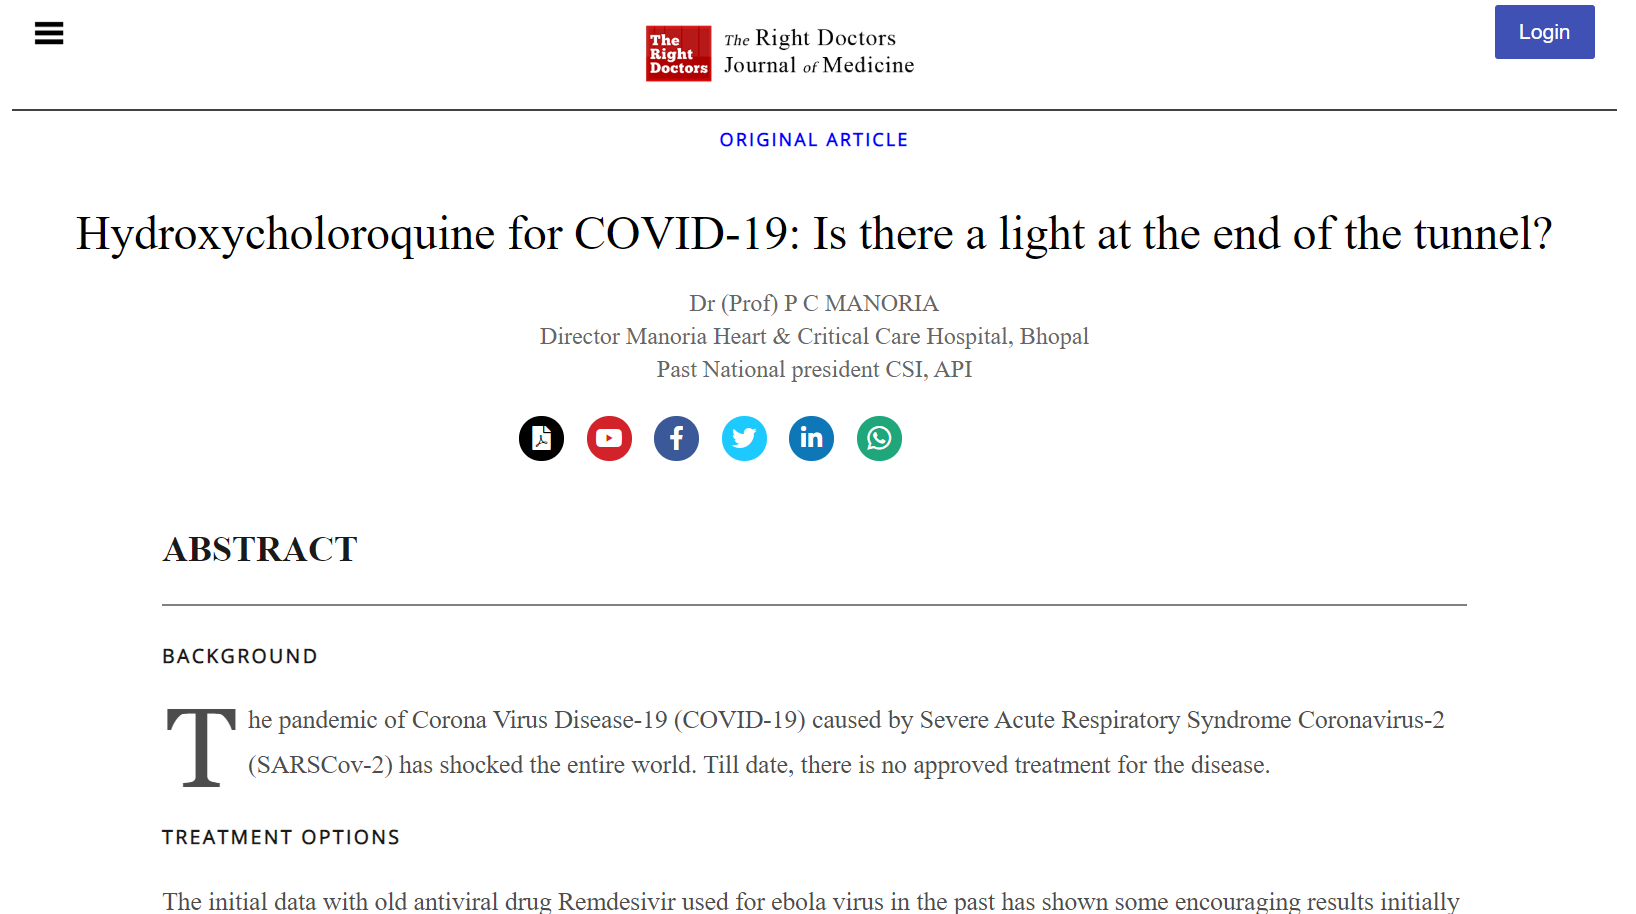 The
Right
Doctors
The Right Doctors
Journal of Medicine
Login
ORIGINAL ARTICLE
Hydroxycholoroquine for COVID-19: Is there a light at the end of the tunnel?
Dr (Prof) P C MANORIA
Director Manoria Heart & Critical Care Hospital, Bhopal
Past National president CSI, API
ABSTRACT
BACKGROUND
The pandemic of Corona Virus Disease-19 (COVID-19) caused by Severe Acute Respiratory Syndrome Coronavirus-2
(SARSCov-2) has shocked the entire world. Till date, there is no approved treatment for the disease.
TREATMENT OPTIONS
The initial data with old antiviral drug Remdesivir used for ebola virus in the past has shown some encouraging results initially